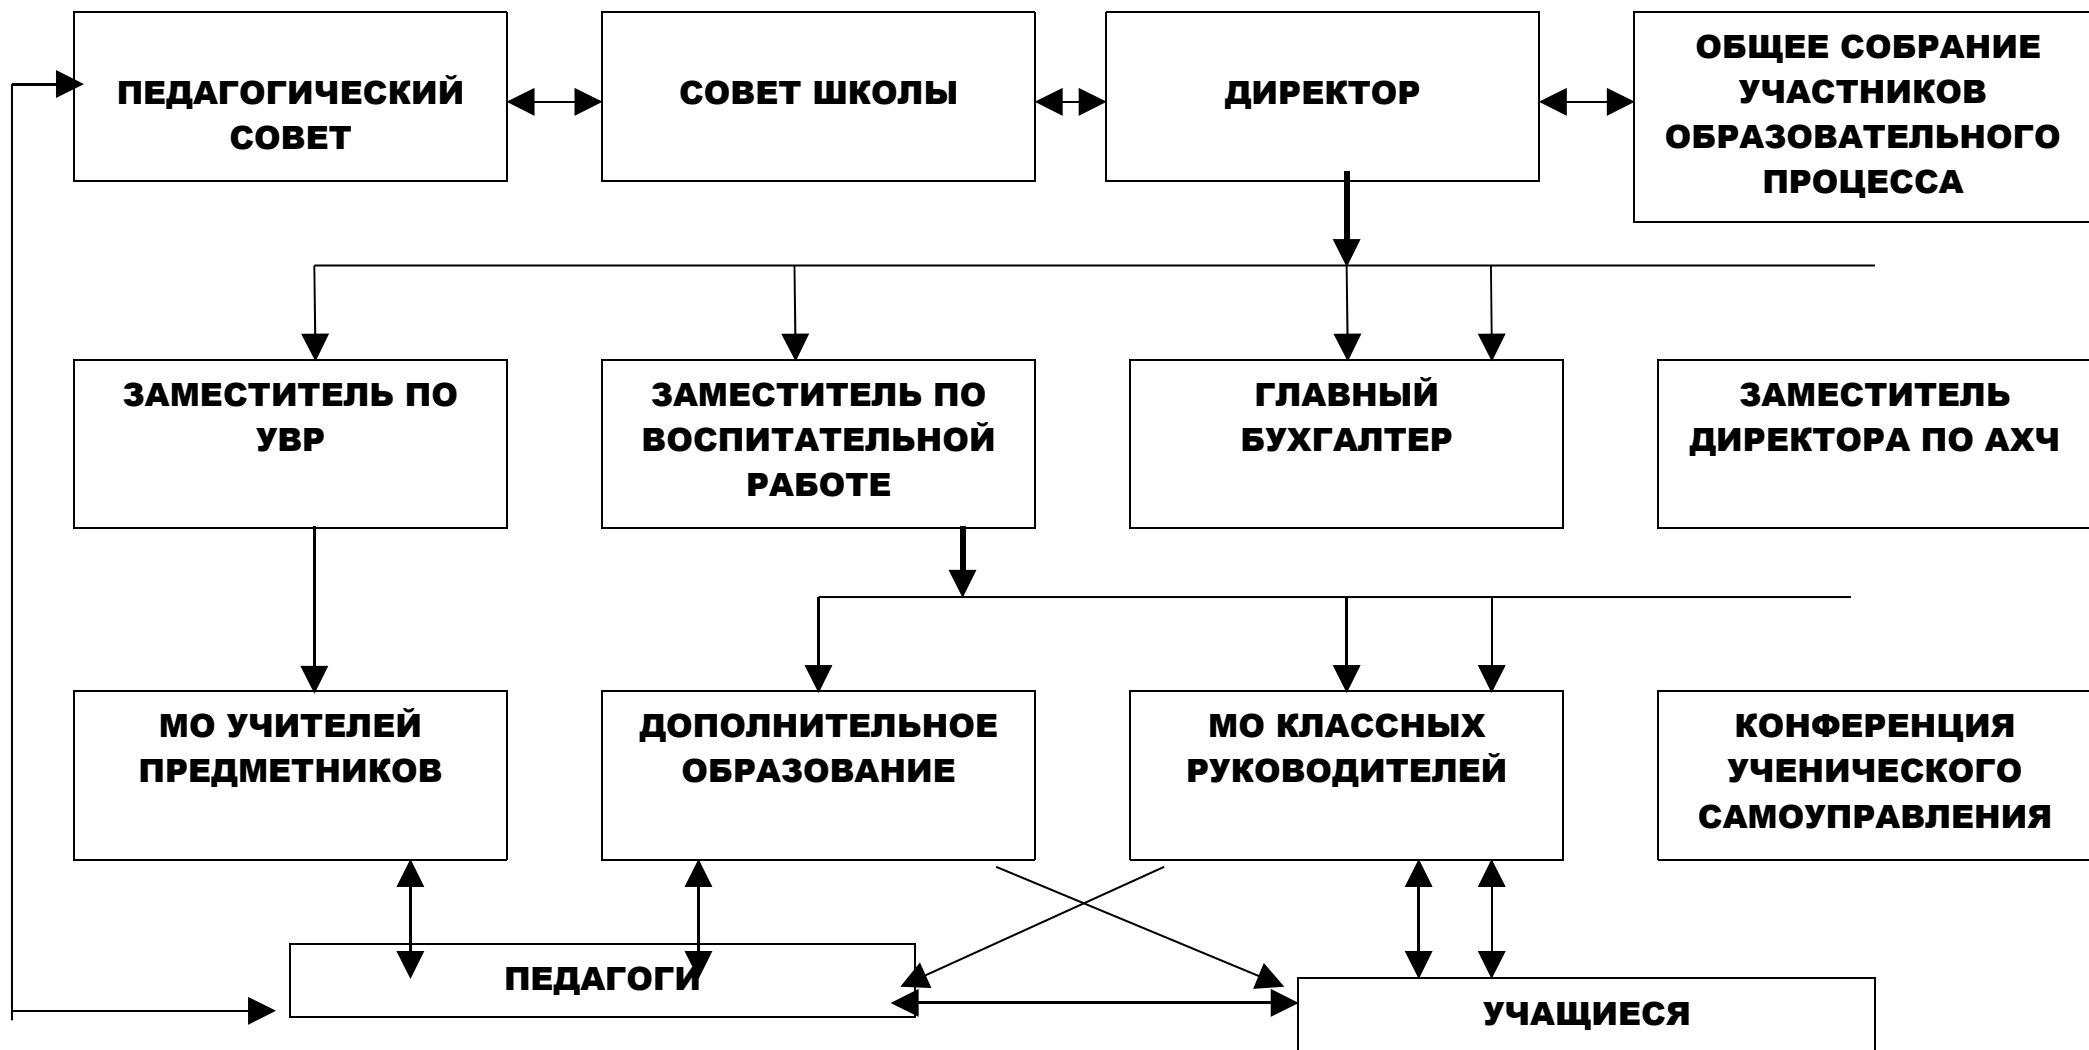 ПЕДАГОГИЧЕСКИЙ
СОВЕТ
СОВЕТ ШКОЛЫ
ДИРЕКТОР
ОБЩЕЕ СОБРАНИЕ
УЧАСТНИКОВ
ОБРАЗОВАТЕЛЬНОГО
ПРОЦЕССА
ЗАМЕСТИТЕЛЬ ПО
УВР
ЗАМЕСТИТЕЛЬ ПО
ВОСПИТАТЕЛЬНОЙ
РАБОТЕ
ГЛАВНЫЙ
БУХГАЛТЕР
ЗАМЕСТИТЕЛЬ
ДИРЕКТОРА ПО АХЧ
МО УЧИТЕЛЕЙ
ПРЕДМЕТНИКОВ
ДОПОЛНИТЕЛЬНОЕ
ОБРАЗОВАНИЕ
МО КЛАССНЫХ
РУКОВОДИТЕЛЕЙ
КОНФЕРЕНЦИЯ
УЧЕНИЧЕСКОГО
САМОУПРАВЛЕНИЯ
ПЕДАГОГИ
УЧАЩИЕСЯ